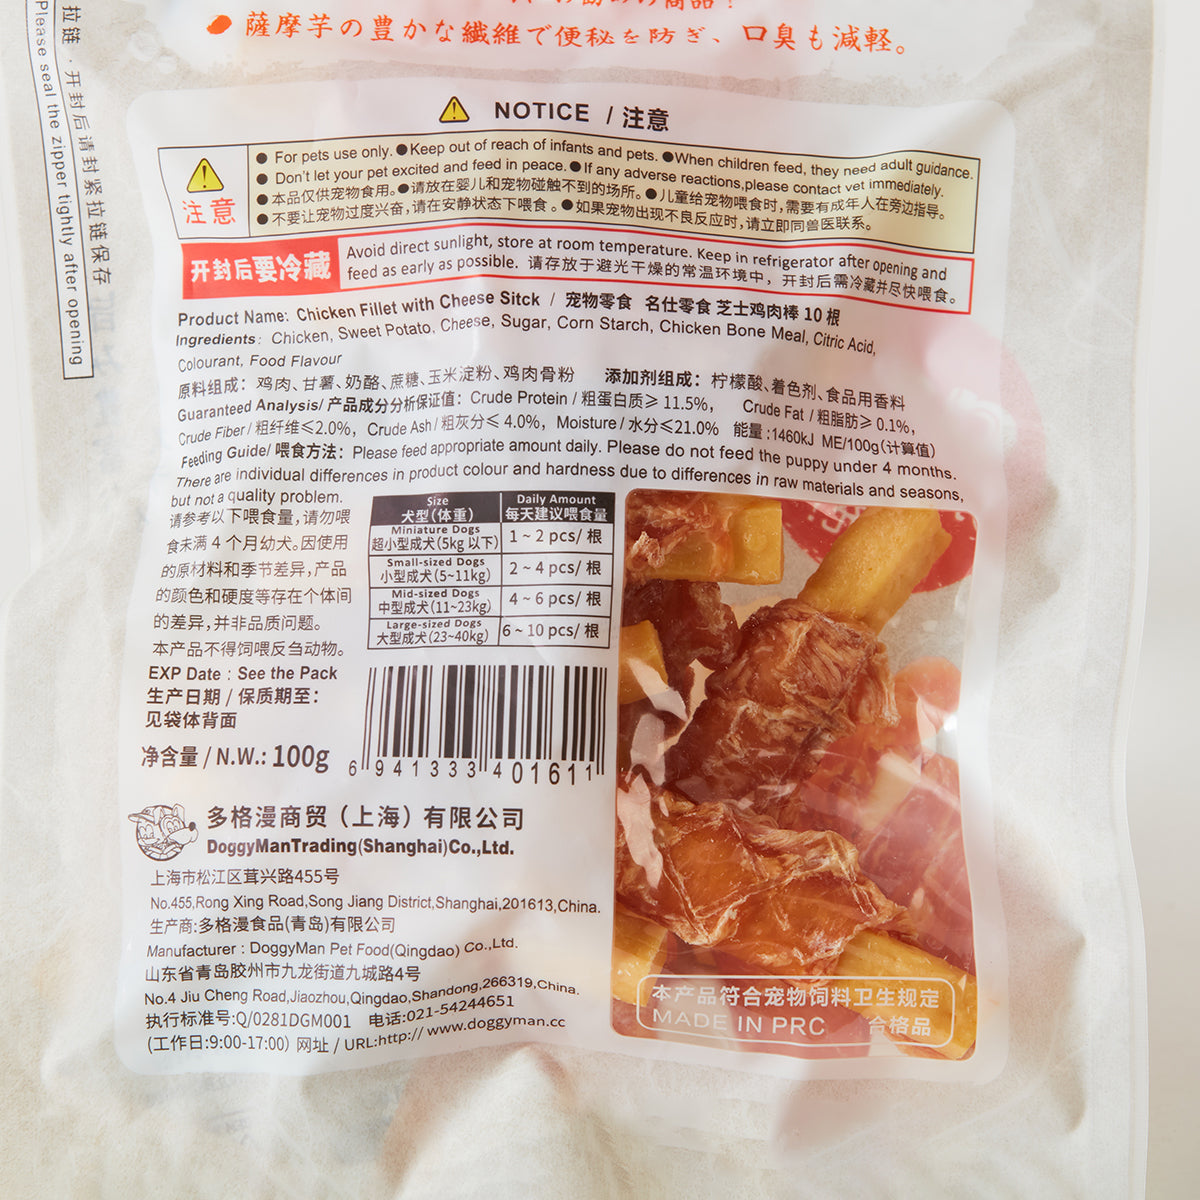 の商品！
薩摩芋の豊かな繊維で便秘を防ぎ、口臭も減軽。
拉链·开封后请封紧拉链保存
Please seal the zipper tightly after opening
NOTICE / 注意
注意
● For pets use only. ●Keep out of reach of infants and pets. ●When children feed, they need adult guidance.
● Don't let your pet excited and feed in peace.●If any adverse reactions,please contact vet immediately.
●本品仅供宠物食用。●请放在婴儿和宠物碰触不到的场所。●儿童给宠物喂食时,需要有成年人在旁边指导。
●不要让宠物过度兴奋,请在安静状态下喂食。●如果宠物出现不良反应时,请立即同兽医联系。
开封后要冷藏
Avoid direct sunlight, store at room temperature. Keep in refrigerator after opening and
feed as early as possible. 请存放于避光干燥的常温环境中，开封后需冷藏并尽快喂食。
Product Name: Chicken Fillet with Cheese Sitck / 宠物零食 名仕零食 芝士鸡肉棒 10 根
Ingredients: Chicken, Sweet Potato, Cheese, Sugar, Corn Starch, Chicken Bone Meal, Citric Acid,
Colourant, Food Flavour
原料组成：鸡肉、甘薯、奶酪、蔗糖、玉米淀粉、鸡肉骨粉 添加剂组成：柠檬酸、着色剂、食品用香料
Guaranteed Analysis/ 产品成分分析保证值：Crude Protein / 粗蛋白质≥ 11.5%, Crude Fat / 粗脂肪≥ 0.1%,
Crude Fiber / 粗纤维≤2.0%, Crude Ash / 粗灰分≤ 4.0%, Moisture / 水分≤21.0% 能量:1460kJ ME/100g(计算值)
Feeding Guide/ 喂食方法：Please feed appropriate amount daily. Please do not feed the puppy under 4 months.
There are individual differences in product colour and hardness due to differences in raw materials and seasons,
but not a quality problem.
请参考以下喂食量,请勿喂
食未满 4 个月幼犬。因使用
的原材料和季节差异,产品
的颜色和硬度等存在个体间
的差异,并非品质问题。
本产品不得饲喂反刍动物。
Size Daily Amount
犬型(体重) 每天建议喂食量
Miniature Dogs
超小型成犬(5kg 以下) 1 ~ 2 pcs/ 根
Small-sized Dogs
小型成犬(5~11kg) 2 ~ 4 pcs/ 根
Mid-sized Dogs
中型成犬(11~23kg) 4 ~ 6 pcs/ 根
Large-sized Dogs
大型成犬(23~40kg) 6 ~ 10 pcs/ 根
EXP Date : See the Pack
生产日期 / 保质期至：
见袋体背面
净含量 / N.W.: 100g
6 941333 401611
多格漫商贸（上海）有限公司
DoggyManTrading(Shanghai)Co.,Ltd.
上海市松江区茸兴路455号
No.455,Rong Xing Road,Song Jiang District,Shanghai,201613,China.
生产商:多格漫食品(青岛)有限公司
Manufacturer : DoggyMan Pet Food(Qingdao) Co.,Ltd.
山东省青岛胶州市九龙街道九城路4号
No.4 Jiu Cheng Road,Jiaozhou,Qingdao,Shandong,266319,China.
执行标准号:Q/0281DGM001 电话:021-54244651
(工作日:9:00-17:00) 网址 / URL:http:// www.doggyman.cc
本产品符合宠物饲料卫生规定
MADE IN PRC 合格品